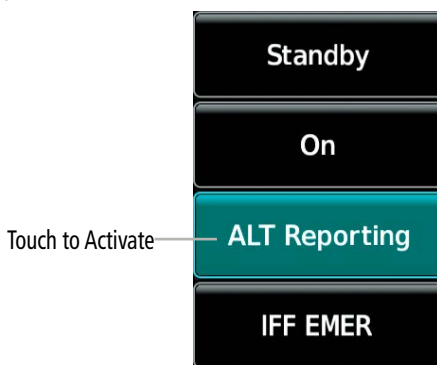 Standby
On
Touch to Activate
ALT Reporting
IFF EMER